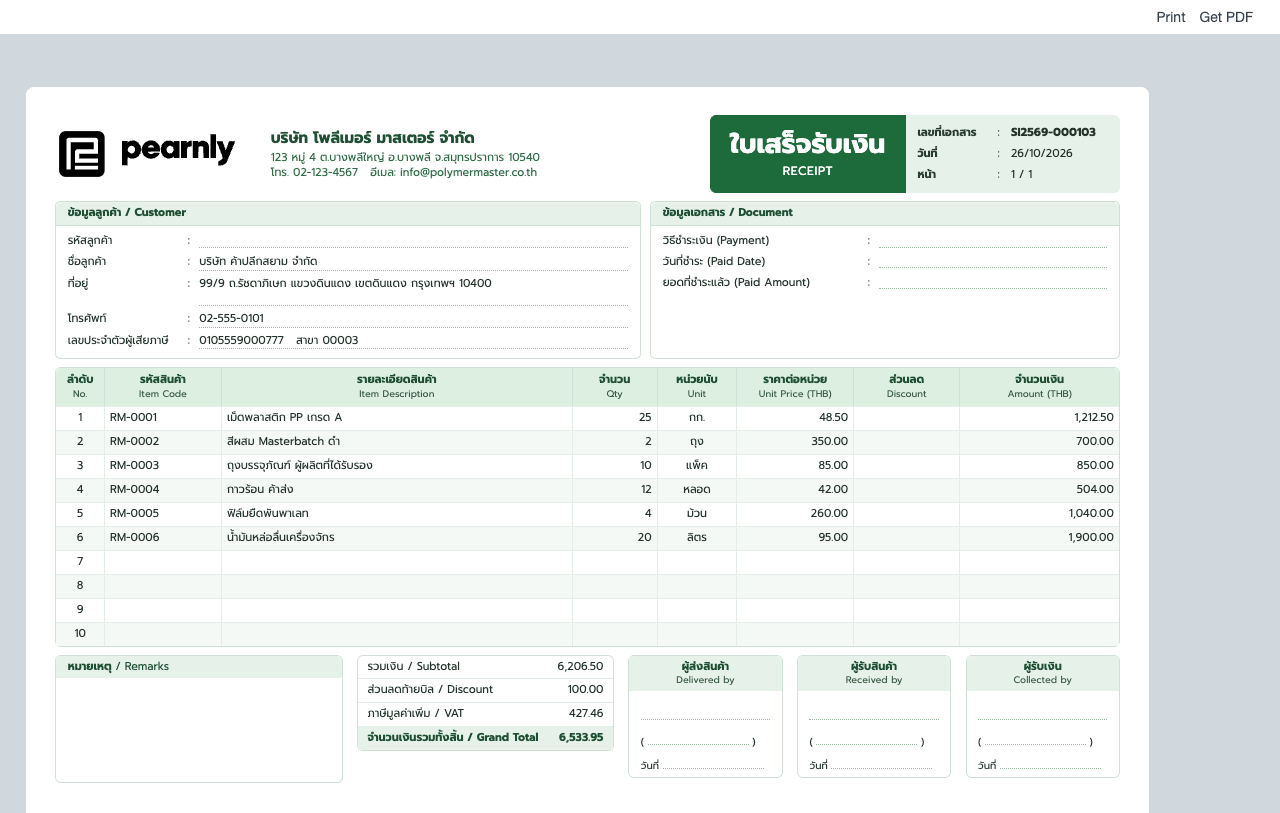 Print Get PDF
pearnly
บริษัท โพลีเมอร์ มาสเตอร์ จำกัด
123 หมู่ 4 ต.บางพลีใหญ่ อ.บางพลี จ.สมุทรปราการ 10540
โทร. 02-123-4567 อีเมล: info@polymermaster.co.th
ใบเสร็จรับเงิน
RECEIPT
เลขที่เอกสาร : SI2569-000103
วันที่ : 26/10/2026
หน้า : 1 / 1
ข้อมูลลูกค้า / Customer
รหัสลูกค้า :
ชื่อลูกค้า : บริษัท ค้าปลีกสยาม จำกัด
ที่อยู่ : 99/9 ถ.รัชดาภิเษก แขวงดินแดง เขตดินแดง กรุงเทพฯ 10400
โทรศัพท์ : 02-555-0101
เลขประจำตัวผู้เสียภาษี : 0105559000777 สาขา 00003
ข้อมูลเอกสาร / Document
วิธีชำระเงิน (Payment) :
วันที่ชำระ (Paid Date) :
ยอดที่ชำระแล้ว (Paid Amount) :
ลำดับ รหัสสินค้า รายละเอียดสินค้า จำนวน หน่วยนับ ราคาต่อหน่วย ส่วนลด จำนวนเงิน
No. Item Code Item Description Qty Unit Unit Price (THB) Discount Amount (THB)
1 RM-0001 เม็ดพลาสติก PP เกรด A 25 กก. 48.50 1,212.50
2 RM-0002 สีผสม Masterbatch ดำ 2 ถุง 350.00 700.00
3 RM-0003 ถุงบรรจุภัณฑ์ ผู้ผลิตที่ได้รับรอง 10 แพ็ค 85.00 850.00
4 RM-0004 กาวร้อน ค้าส่ง 12 หลอด 42.00 504.00
5 RM-0005 ฟิล์มยืดพันพาเลท 4 ม้วน 260.00 1,040.00
6 RM-0006 น้ำมันหล่อลื่นเครื่องจักร 20 ลิตร 95.00 1,900.00
7
8
9
10
หมายเหตุ / Remarks
รวมเงิน / Subtotal 6,206.50
ส่วนลดท้ายบิล / Discount 100.00
ภาษีมูลค่าเพิ่ม / VAT 427.46
จำนวนเงินรวมทั้งสิ้น / Grand Total 6,533.95
ผู้ส่งสินค้า
Delivered by
( )
วันที่
ผู้รับสินค้า
Received by
( )
วันที่
ผู้รับเงิน
Collected by
( )
วันที่